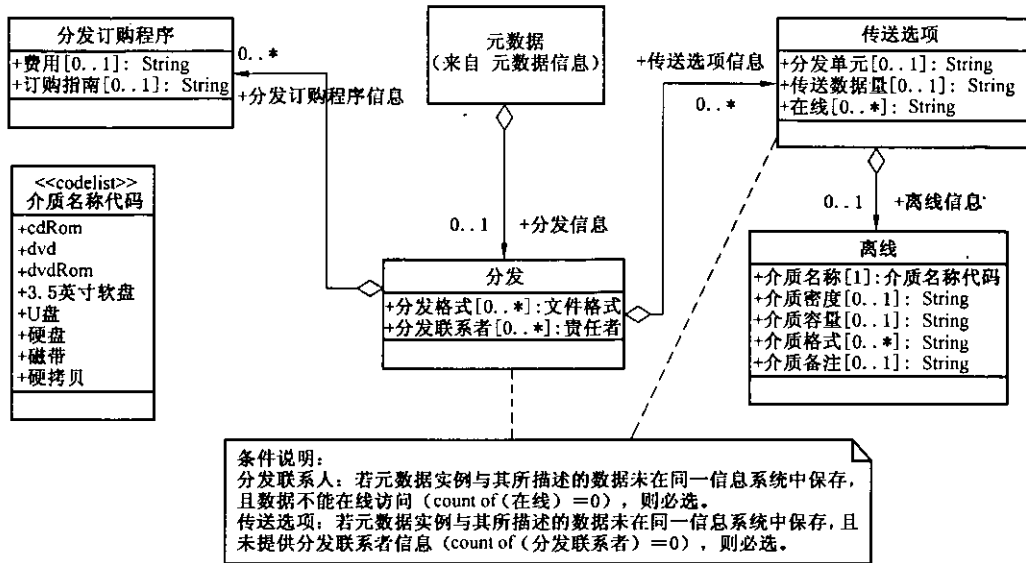 分发订购程序
+费用[0..1]: String
+订购指南[0..1]: String
0..*
+分发订购程序信息
元数据
(来自 元数据信息)
+传送选项信息
0..*
传送选项
+分发单元[0..1]: String
+传送数据量[0..1]: String
+在线[0..*]: String
<<codelist>>
介质名称代码
+cdRom
+dvd
+dvdRom
+3.5英寸软盘
+U盘
+硬盘
+磁带
+硬拷贝
0..1 +分发信息
分发
+分发格式[0..*]:文件格式
+分发联系者[0..*]:责任者
0..1 +离线信息
离线
+介质名称[1]:介质名称代码
+介质密度[0..1]: String
+介质容量[0..1]: String
+介质格式[0..*]: String
+介质备注[0..1]: String
条件说明:
分发联系人: 若元数据实例与其所描述的数据未在同一信息系统中保存,
且数据不能在线访问（count of (在线) =0），则必选。
传送选项: 若元数据实例与其所描述的数据未在同一信息系统中保存, 且
未提供分发联系者信息（count of (分发联系者) =0），则必选。